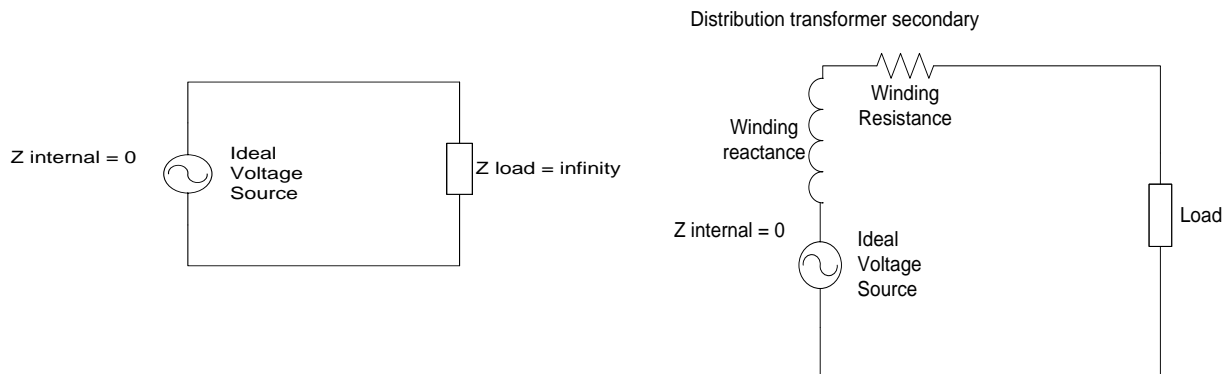 Distribution transformer secondary
Z internal = 0
Ideal
Voltage
Source
Z load = infinity
Winding
Resistance
Winding
reactance
Z internal = 0
Ideal
Voltage
Source
Load